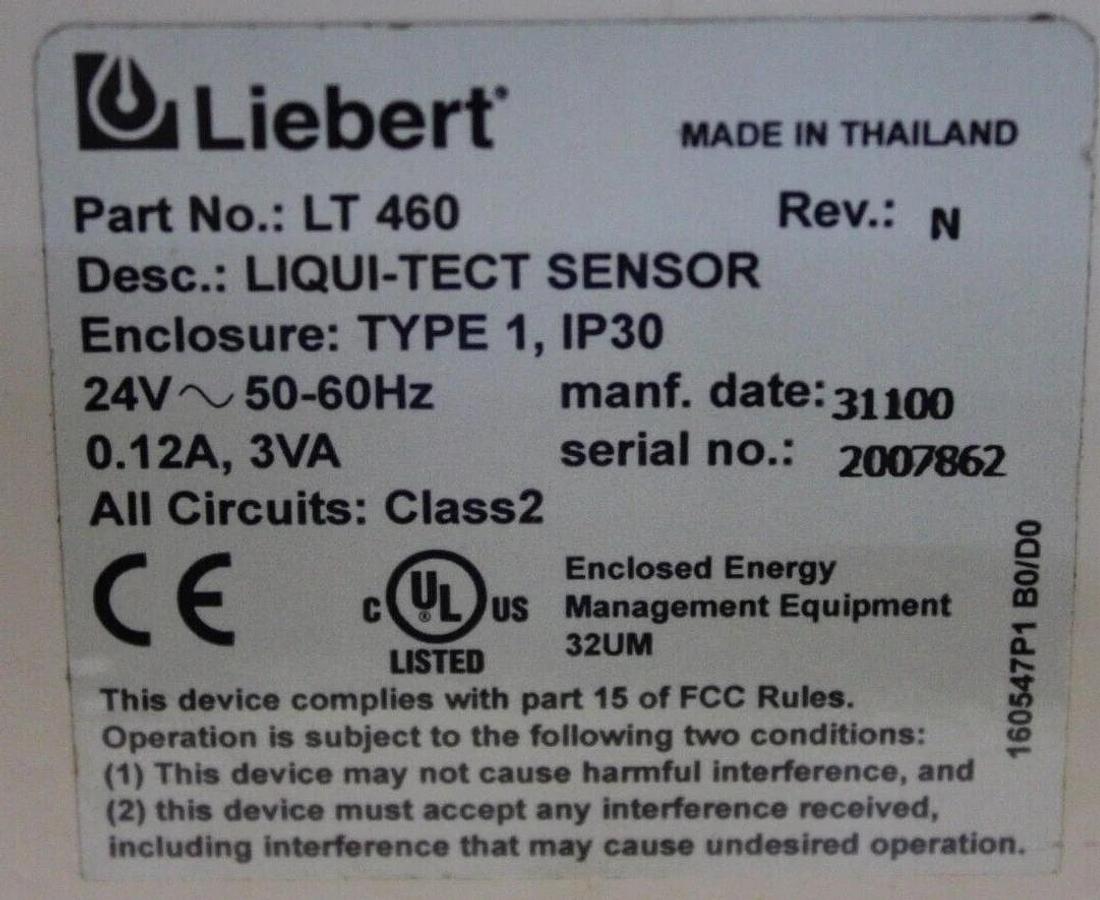 Liebert®
MADE IN THAILAND
Part No.: LT 460
Rev.: N
Desc.: LIQUI-TECT SENSOR
Enclosure: TYPE 1, IP30
24V～ 50-60Hz
manf. date: 31100
0.12A, 3VA
serial no.: 2007862
All Circuits: Class2
CE
C UL® US
LISTED
Enclosed Energy
Management Equipment
32UM
160547P1 B0/D0
This device complies with part 15 of FCC Rules.
Operation is subject to the following two conditions:
(1) This device may not cause harmful interference, and
(2) this device must accept any interference received,
including interference that may cause undesired operation.